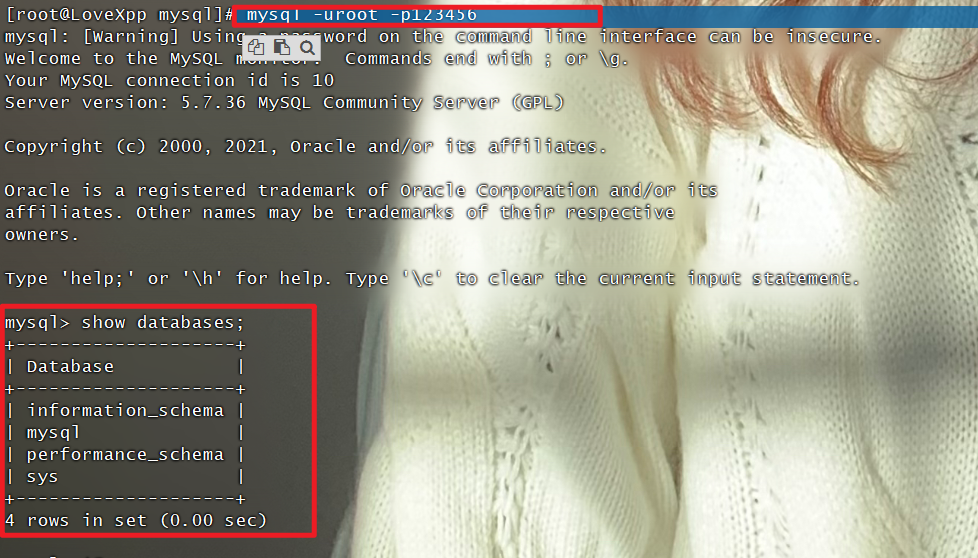 [root@LoveXpp mysql]# mysql -uroot -p123456
mysql: [Warning] Using a password on the command line interface can be insecure.
Welcome to the MySQL monitor.  Commands end with ; or \g.
Your MySQL connection id is 10
Server version: 5.7.36 MySQL Community Server (GPL)
Copyright (c) 2000, 2021, Oracle and/or its affiliates.
Oracle is a registered trademark of Oracle Corporation and/or its
affiliates. Other names may be trademarks of their respective
owners.
Type 'help;' or '\h' for help. Type '\c' to clear the current input statement.
mysql> show databases;
+--------------------+
| Database           |
+--------------------+
| information_schema |
| mysql              |
| performance_schema |
| sys                |
+--------------------+
4 rows in set (0.00 sec)